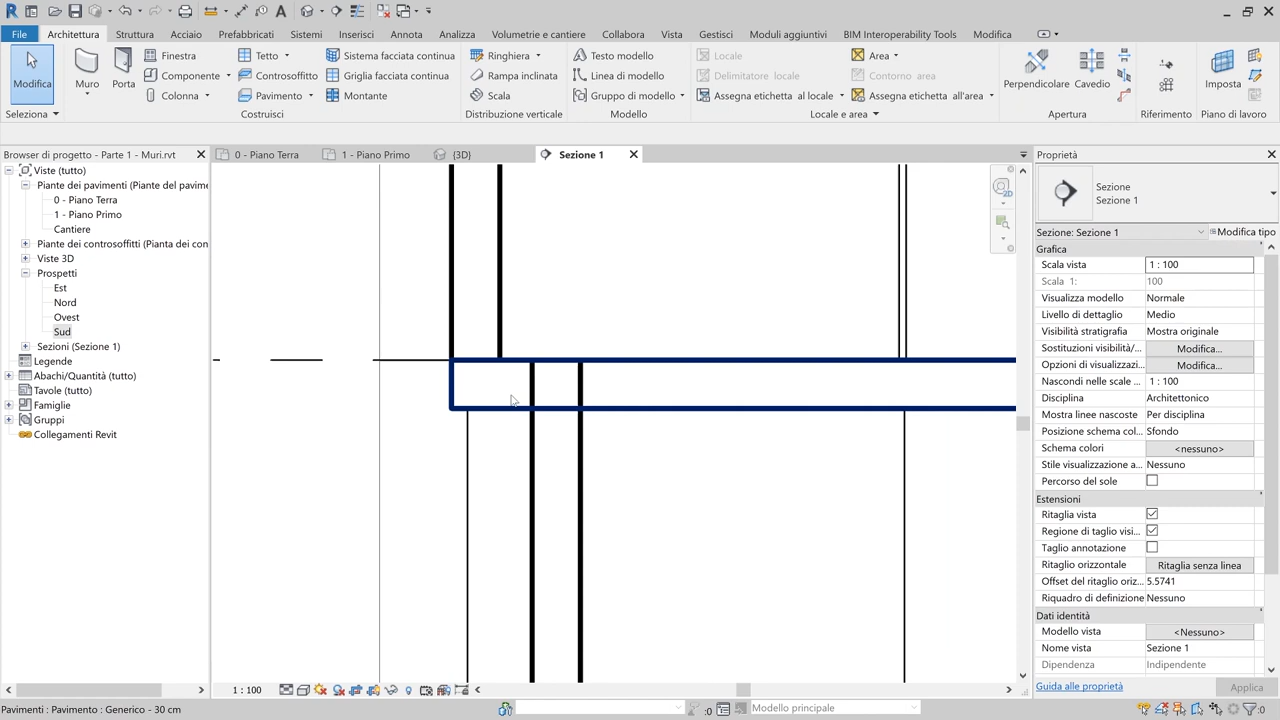 File Architettura Struttura Acciaio Prefabbricati Sistemi Inserisci Annota Analizza Volumetrie e cantiere Collabora Vista Gestisci Moduli aggiuntivi BIM Interoperability Tools Modifica
Modifica
Muro
Porta
Finestra
Componente
Colonna
Tetto
Controsoffitto
Pavimento
Sistema facciata continua
Griglia facciata continua
Montante
Ringhiera
Rampa inclinata
Scala
Testo modello
Linea di modello
Gruppo di modello
Locale
Delimitatore locale
Assegna etichetta al locale
Area
Contorno area
Assegna etichetta all'area
Perpendicolare
Cavedio
Imposta
Seleziona Costruisci Distribuzione verticale Modello Locale e area Apertura Riferimento Piano di lavoro
Browser di progetto - Parte 1 - Muri.rvt
0 - Piano Terra 1 - Piano Primo {3D} Sezione 1
Viste (tutto)
Piante dei pavimenti (Piante del pavime
0 - Piano Terra
1 - Piano Primo
Cantiere
Piante dei controsoffitti (Pianta dei con
Viste 3D
Prospetti
Est
Nord
Ovest
Sud
Sezioni (Sezione 1)
Legende
Abachi/Quantità (tutto)
Tavole (tutto)
Famiglie
Gruppi
Collegamenti Revit
2D
Proprietà
Sezione
Sezione 1
Sezione: Sezione 1 Modifica tipo
Grafica
Scala vista 1 : 100
Scala 1: 100
Visualizza modello Normale
Livello di dettaglio Medio
Visibilità stratigrafia Mostra originale
Sostituzioni visibilità/... Modifica...
Opzioni di visualizzazi... Modifica...
Nascondi nelle scale ... 1 : 100
Disciplina Architettonico
Mostra linee nascoste Per disciplina
Posizione schema col... Sfondo
Schema colori <nessuno>
Stile visualizzazione a... Nessuno
Percorso del sole
Estensioni
Ritaglia vista
Regione di taglio visi...
Taglio annotazione
Ritaglio orizzontale Ritaglia senza linea
Offset del ritaglio oriz... 5.5741
Riquadro di definizione Nessuno
Dati identità
Modello vista <Nessuno>
Nome vista Sezione 1
Dipendenza Indipendente
Guida alle proprietà Applica
1 : 100
Pavimenti : Pavimento : Generico - 30 cm
:0
Modello principale
:0